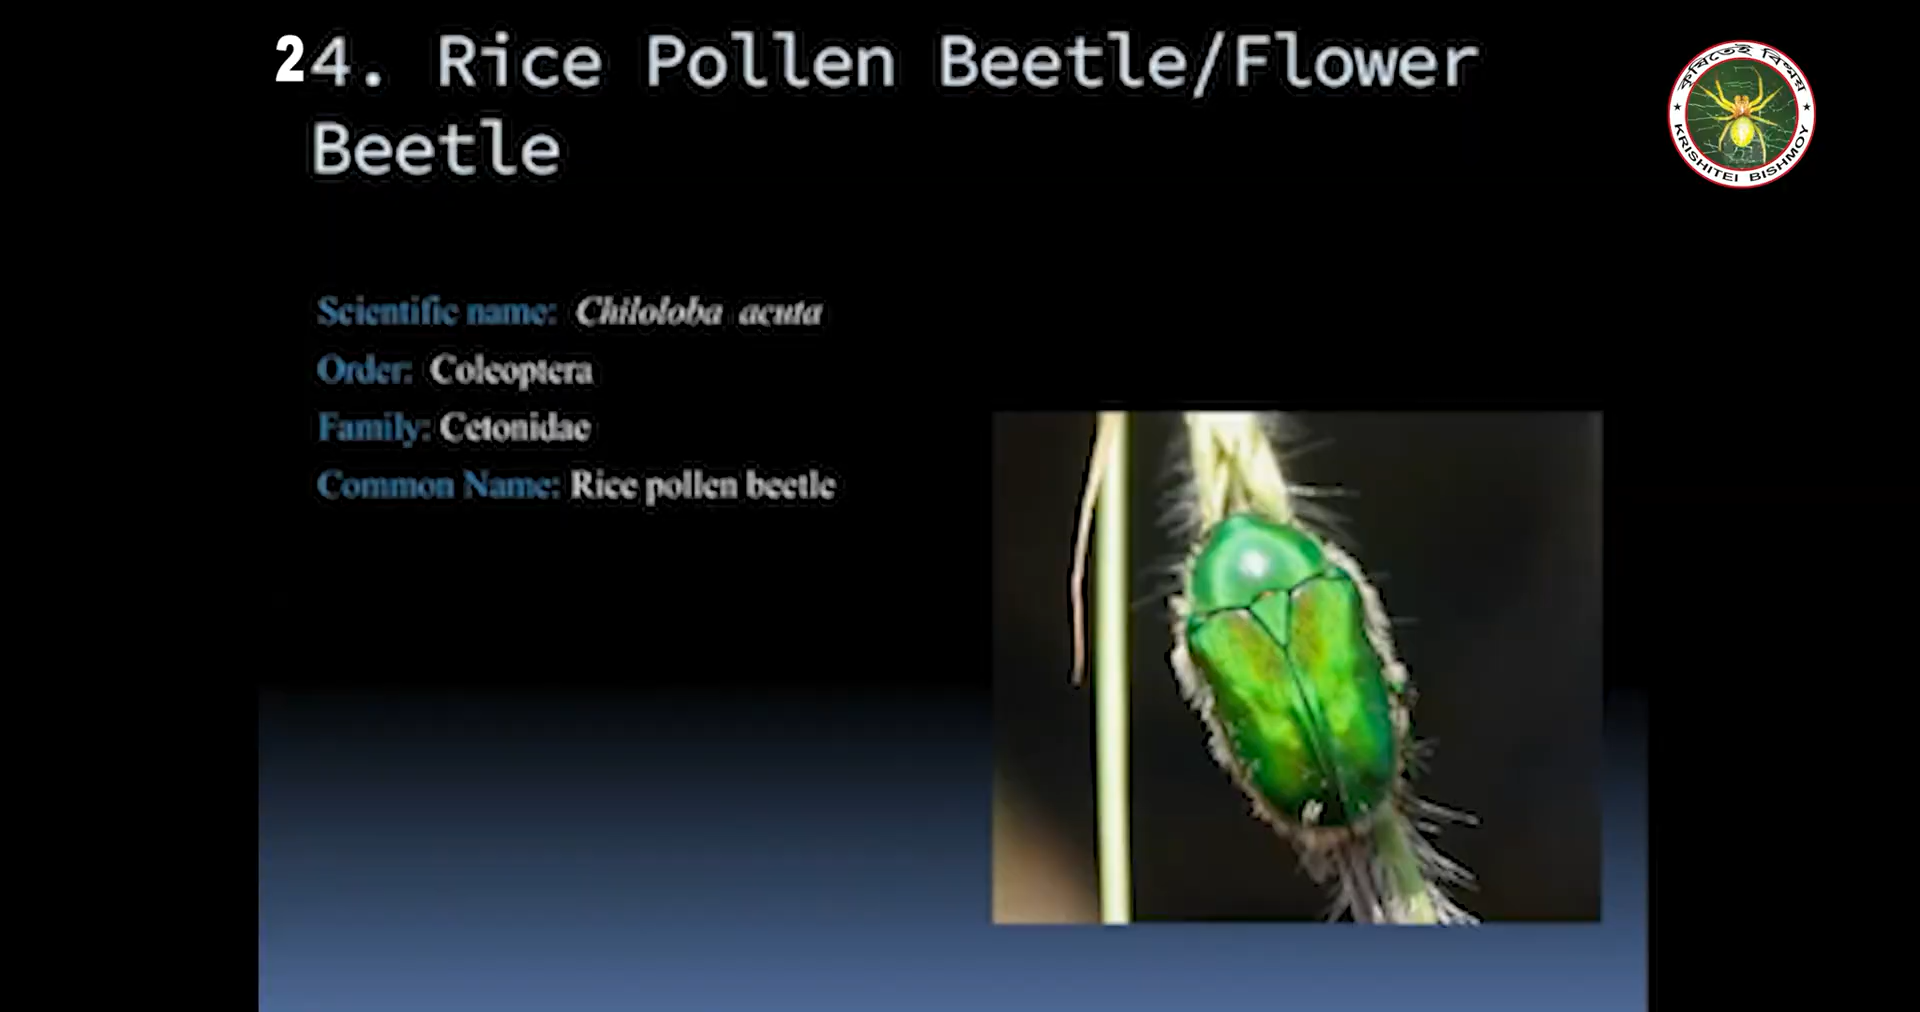 24. Rice Pollen Beetle/Flower
Beetle
Scientific name: Chiloloba acuta
Order: Coleoptera
Family: Cetonidae
Common Name: Rice pollen beetle
কৃষিতেই বিস্ময়
KRISHITEI BISHMOY